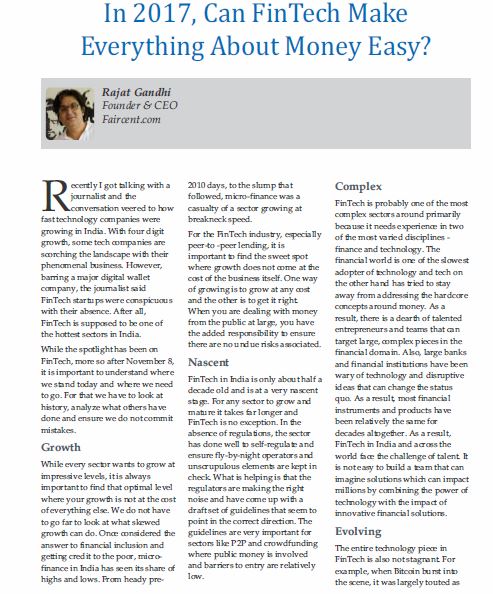 In 2017, Can FinTech Make
Everything About Money Easy?
Rajat Gandhi
Founder & CEO
Faircent.com
Recently I got talking with a
journalist and the
conversation veered to how
fast technology companies were
growing in India. With four digit
growth, some tech companies are
scorching the landscape with their
phenomenal business. However,
barring a major digital wallet
company, the journalist said
FinTech startups were conspicuous
with their absence. After all,
FinTech is supposed to be one of
the hottest sectors in India.
While the spotlight has been on
FinTech, more so after November 8,
it is important to understand where
we stand today and where we need
to go. For that we have to look at
history, analyze what others have
done and ensure we do not commit
mistakes.
Growth
While every sector wants to grow at
impressive levels, it is always
important to find that optimal level
where your growth is not at the cost
of everything else. We do not have
to go far to look at what skewed
growth can do. Once considered the
answer to financial inclusion and
getting credit to the poor, micro-
finance in India has seen its share of
highs and lows. From heady pre-
2010 days, to the slump that
followed, micro-finance was a
casualty of a sector growing at
breakneck speed.
For the FinTech industry, especially
peer-to -peer lending, it is
important to find the sweet spot
where growth does not come at the
cost of the business itself. One way
of growing is to grow at any cost
and the other is to get it right.
When you are dealing with money
from the public at large, you have
the added responsibility to ensure
there are no undue risks associated.
Nascent
FinTech in India is only about half a
decade old and is at a very nascent
stage. For any sector to grow and
mature it takes far longer and
FinTech is no exception. In the
absence of regulations, the sector
has done well to self-regulate and
ensure fly-by-night operators and
unscrupulous elements are kept in
check. What is helping is that the
regulators are making the right
noise and have come up with a
draft set of guidelines that seem to
point in the correct direction. The
guidelines are very important for
sectors like P2P and crowdfunding
where public money is involved
and barriers to entry are relatively
low.
Complex
FinTech is probably one of the most
complex sectors around primarily
because it needs experience in two
of the most varied disciplines -
finance and technology. The
financial world is one of the slowest
adopter of technology and tech on
the other hand has tried to stay
away from addressing the hardcore
concepts around money. As a
result, there is a dearth of talented
entrepreneurs and teams that can
target large, complex pieces in the
financial domain. Also, large banks
and financial institutions have been
wary of technology and disruptive
ideas that can change the status
quo. As a result, most financial
instruments and products have
been relatively the same for
decades altogether. As a result,
FinTech in India and across the
world face the challenge of talent. It
is not easy to build a team that can
imagine solutions which can impact
millions by combining the power of
technology with the impact of
innovative financial solutions.
Evolving
The entire technology piece in
FinTech is also not stagnant. For
example, when Bitcoin burst into
the scene, it was largely touted as